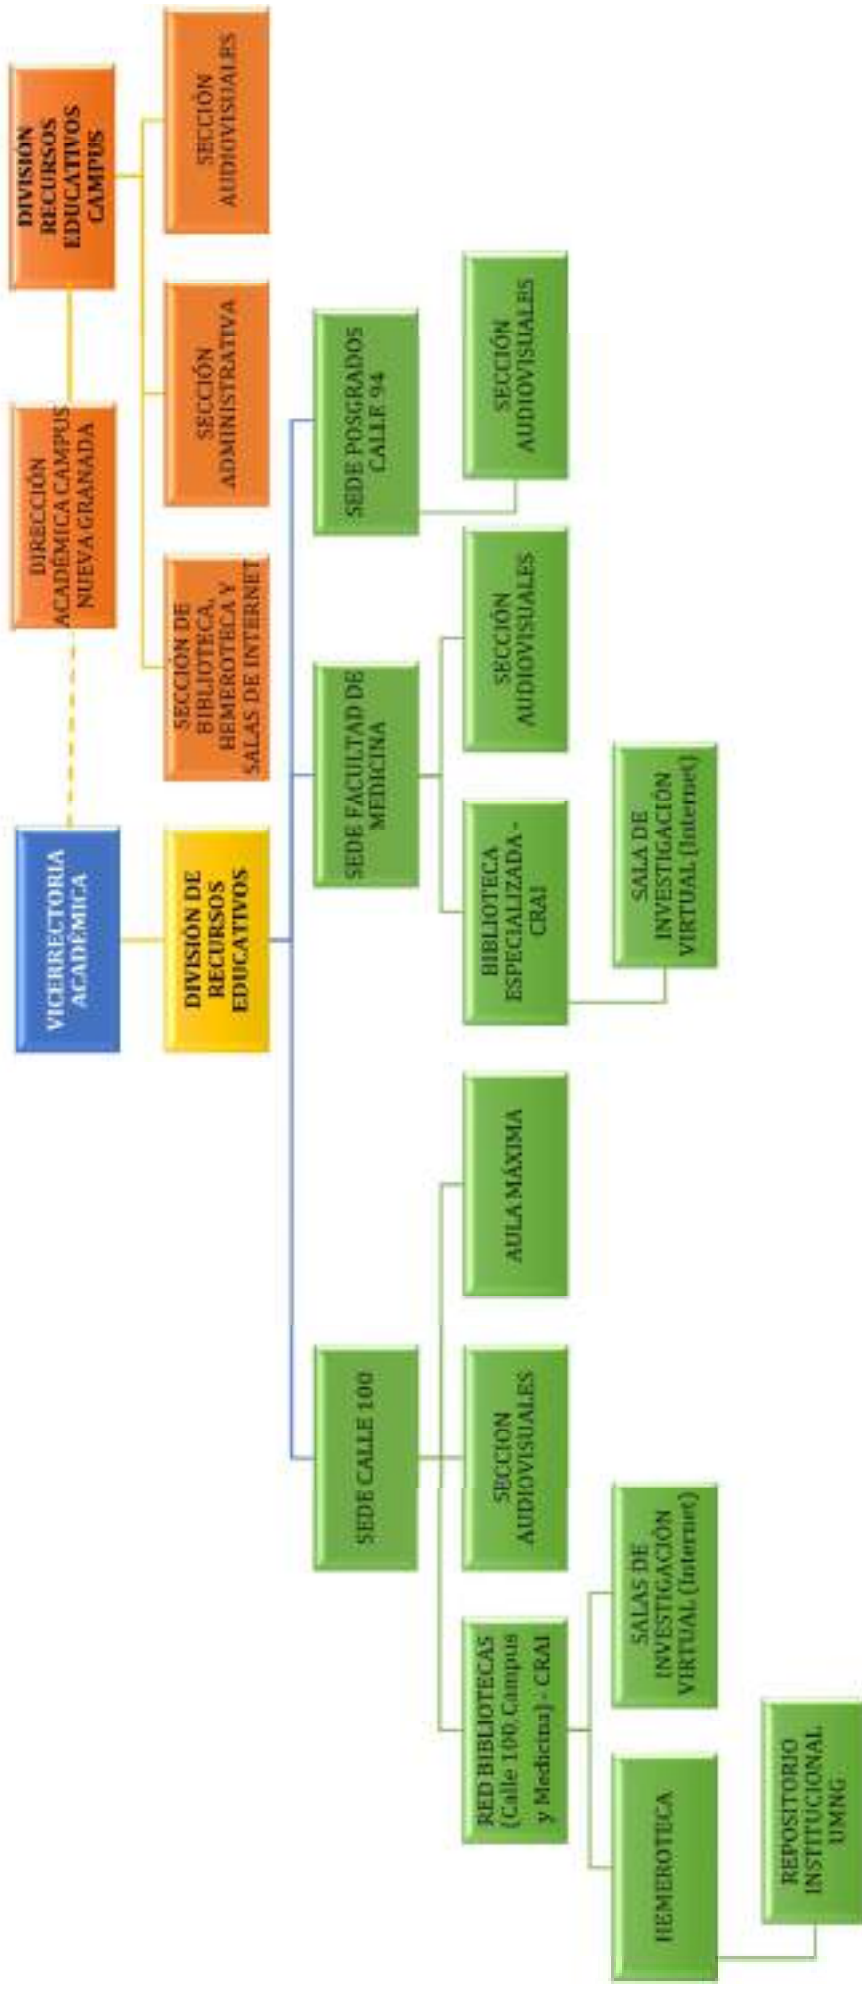 VICERRECTORIA
ACADÉMICA
DIRECCIÓN
ACADÉMICA CAMPUS
NUEVA GRANADA
DIVISIÓN
RECURSOS
EDUCATIVOS
CAMPUS
DIVISIÓN DE
RECURSOS
EDUCATIVOS
SECCIÓN DE
BIBLIOTECA,
HEMEROTECA Y
SALAS DE INTERNET
SECCIÓN
ADMINISTRATIVA
SECCIÓN
AUDIOVISUALES
SEDE CALLE 100
SEDE FACULTAD DE
MEDICINA
SEDE POSGRADOS
CALLE 94
RED BIBLIOTECAS
(Calle 100, Campus
y Medicina) - CRAI
SECCION
AUDIOVISUALES
AULA MÁXIMA
BIBLIOTECA
ESPECIALIZADA -
CRAI
SECCIÓN
AUDIOVISUALES
SECCIÓN
AUDIOVISUALES
HEMEROTECA
SALAS DE
INVESTIGACIÓN
VIRTUAL (Internet)
SALA DE
INVESTIGACIÓN
VIRTUAL (Internet)
REPOSITORIO
INSTITUCIONAL
UMNG